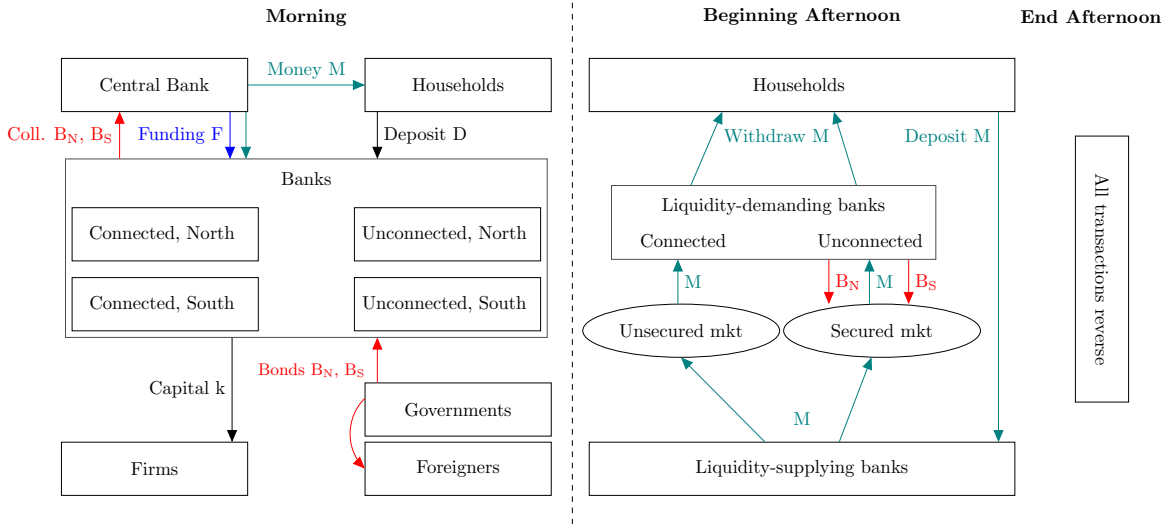 Morning
Beginning Afternoon
End Afternoon
Central Bank
Money M
Households
Coll. B_N, B_S
Funding F
Deposit D
Banks
Connected, North
Unconnected, North
Connected, South
Unconnected, South
Capital k
Bonds B_N, B_S
Governments
Firms
Foreigners
Households
Withdraw M
Deposit M
Liquidity-demanding banks
Connected
Unconnected
M
B_N
M
B_S
Unsecured mkt
Secured mkt
M
Liquidity-supplying banks
All transactions reverse